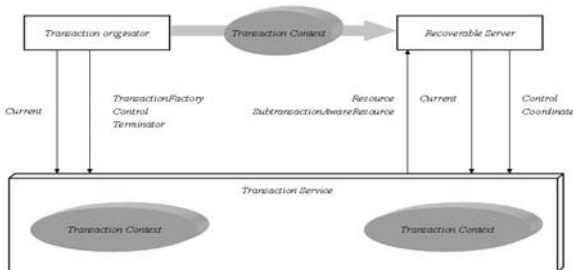 Transaction originator
Transaction Context
Recoverable Server
Current
TransactionFactory
Control
Terminator
Resource
SubtransactionAwareResource
Current
Control
Coordinate
Transaction Service
Transaction Context
Transaction Context